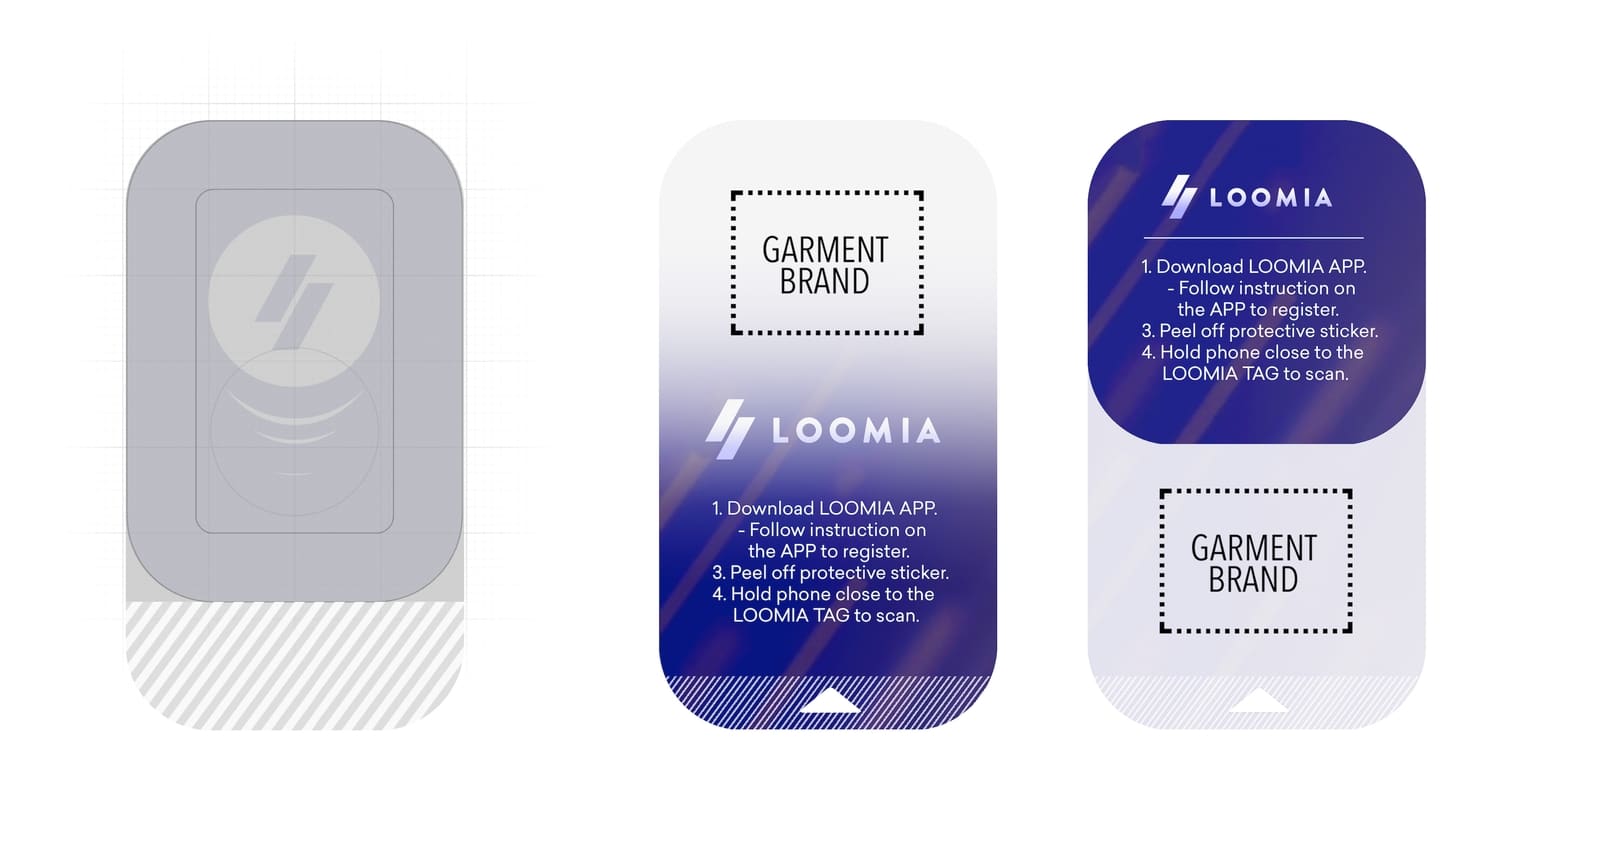 GARMENT
BRAND
LOOMIA
1. Download LOOMIA APP.
- Follow instruction on
the APP to register.
3. Peel off protective sticker.
4. Hold phone close to the
LOOMIA TAG to scan.
LOOMIA
1. Download LOOMIA APP.
- Follow instruction on
the APP to register.
3. Peel off protective sticker.
4. Hold phone close to the
LOOMIA TAG to scan.
GARMENT
BRAND